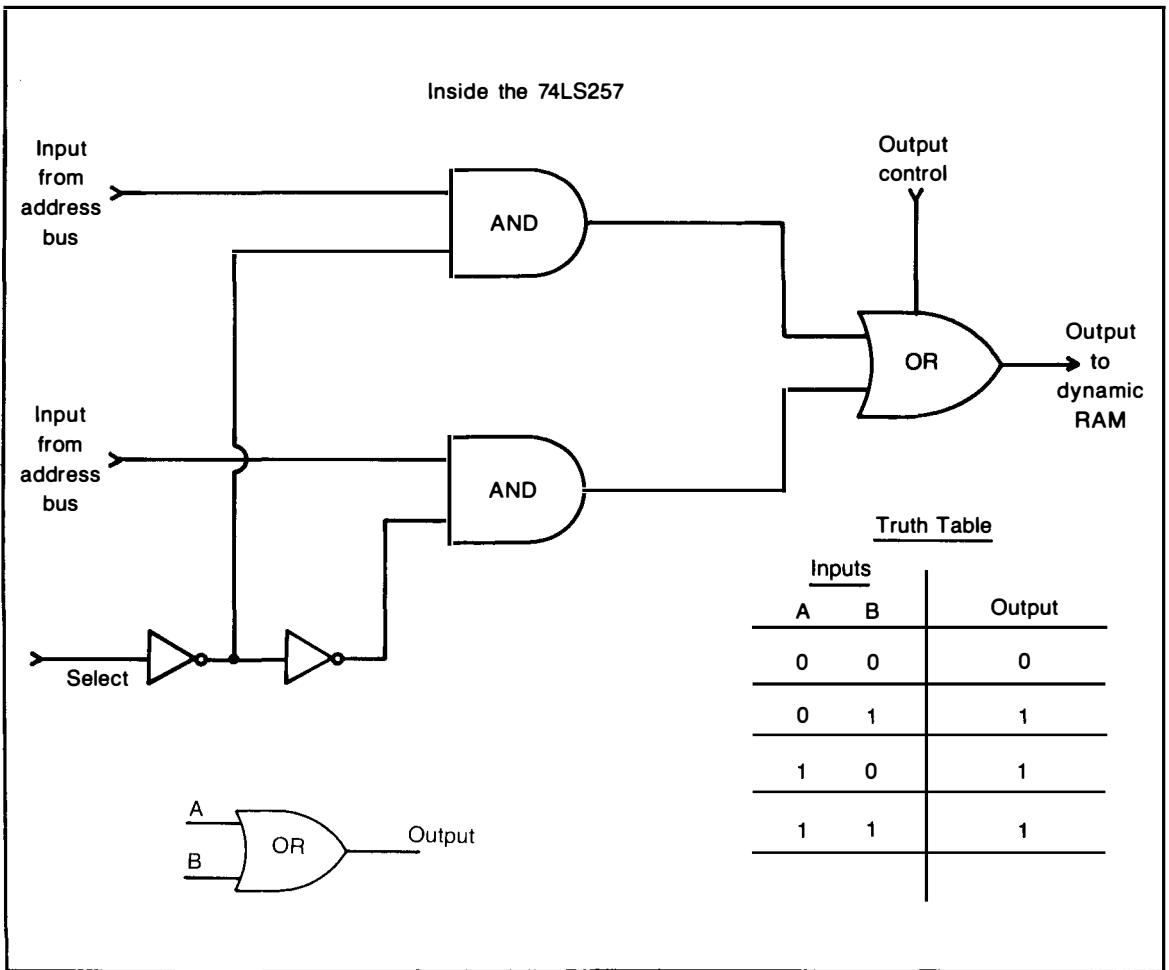 Inside the 74LS257
Input
from
address
bus
AND
Output
control
OR
Output
to
dynamic
RAM
Input
from
address
bus
AND
Select
Truth Table
Inputs
A B Output
0 0 0
0 1 1
1 0 1
1 1 1
A
B
OR
Output